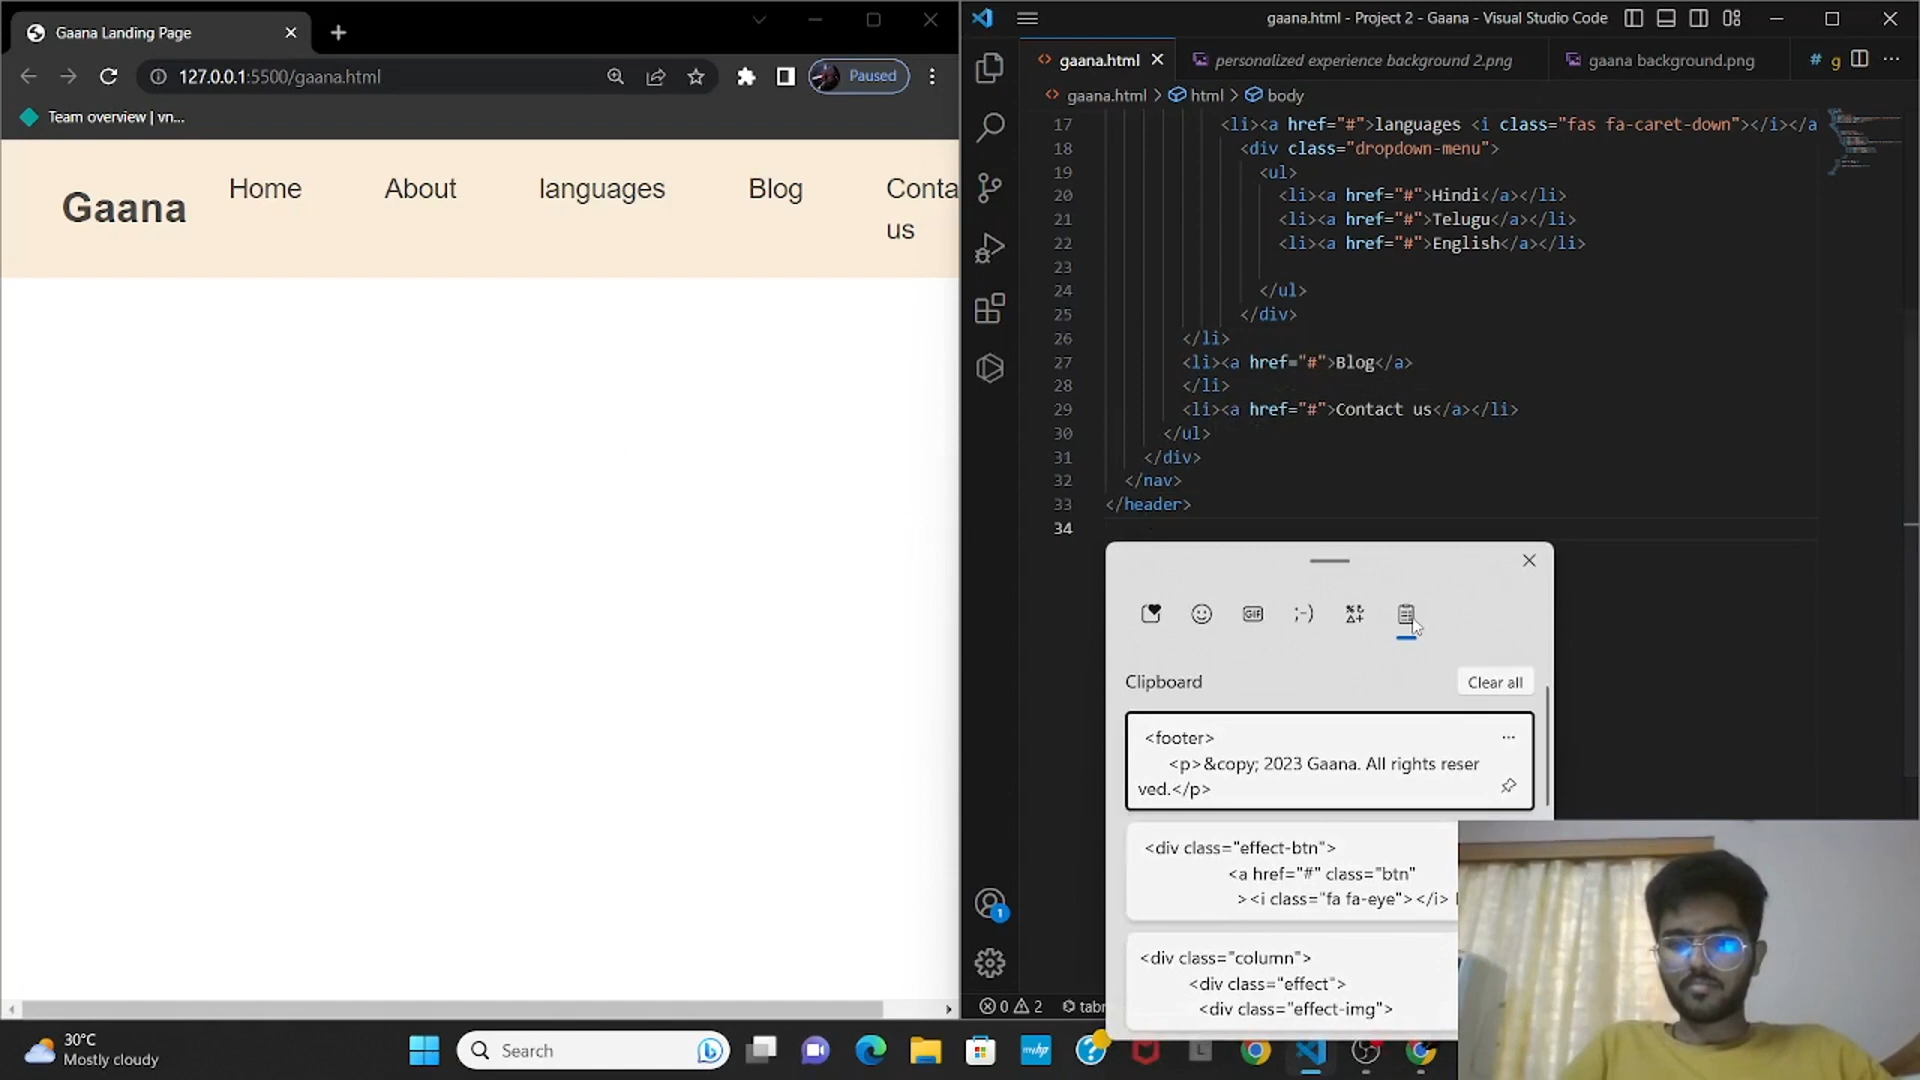 Gaana Landing Page
127.0.0.1:5500/gaana.html
Paused
Team overview | vn...
Gaana
Home
About
languages
Blog
Conta
us
gaana.html - Project 2 - Gaana - Visual Studio Code
gaana.html
personalized experience background 2.png
gaana background.png
# g
gaana.html > html > body
17 <li><a href="#">languages <i class="fas fa-caret-down"></i></a
18 <div class="dropdown-menu">
19 <ul>
20 <li><a href="#">Hindi</a></li>
21 <li><a href="#">Telugu</a></li>
22 <li><a href="#">English</a></li>
23
24 </ul>
25 </div>
26 </li>
27 <li><a href="#">Blog</a>
28 </li>
29 <li><a href="#">Contact us</a></li>
30 </ul>
31 </div>
32 </nav>
33 </header>
34
GIF
;-)
Clipboard
Clear all
<footer>
<p>&copy; 2023 Gaana. All rights reser
ved.</p>
<div class="effect-btn">
<a href="#" class="btn"
><i class="fa fa-eye"></i>
<div class="column">
<div class="effect">
<div class="effect-img">
1
0
2
30°C
Mostly cloudy
Search
myhp